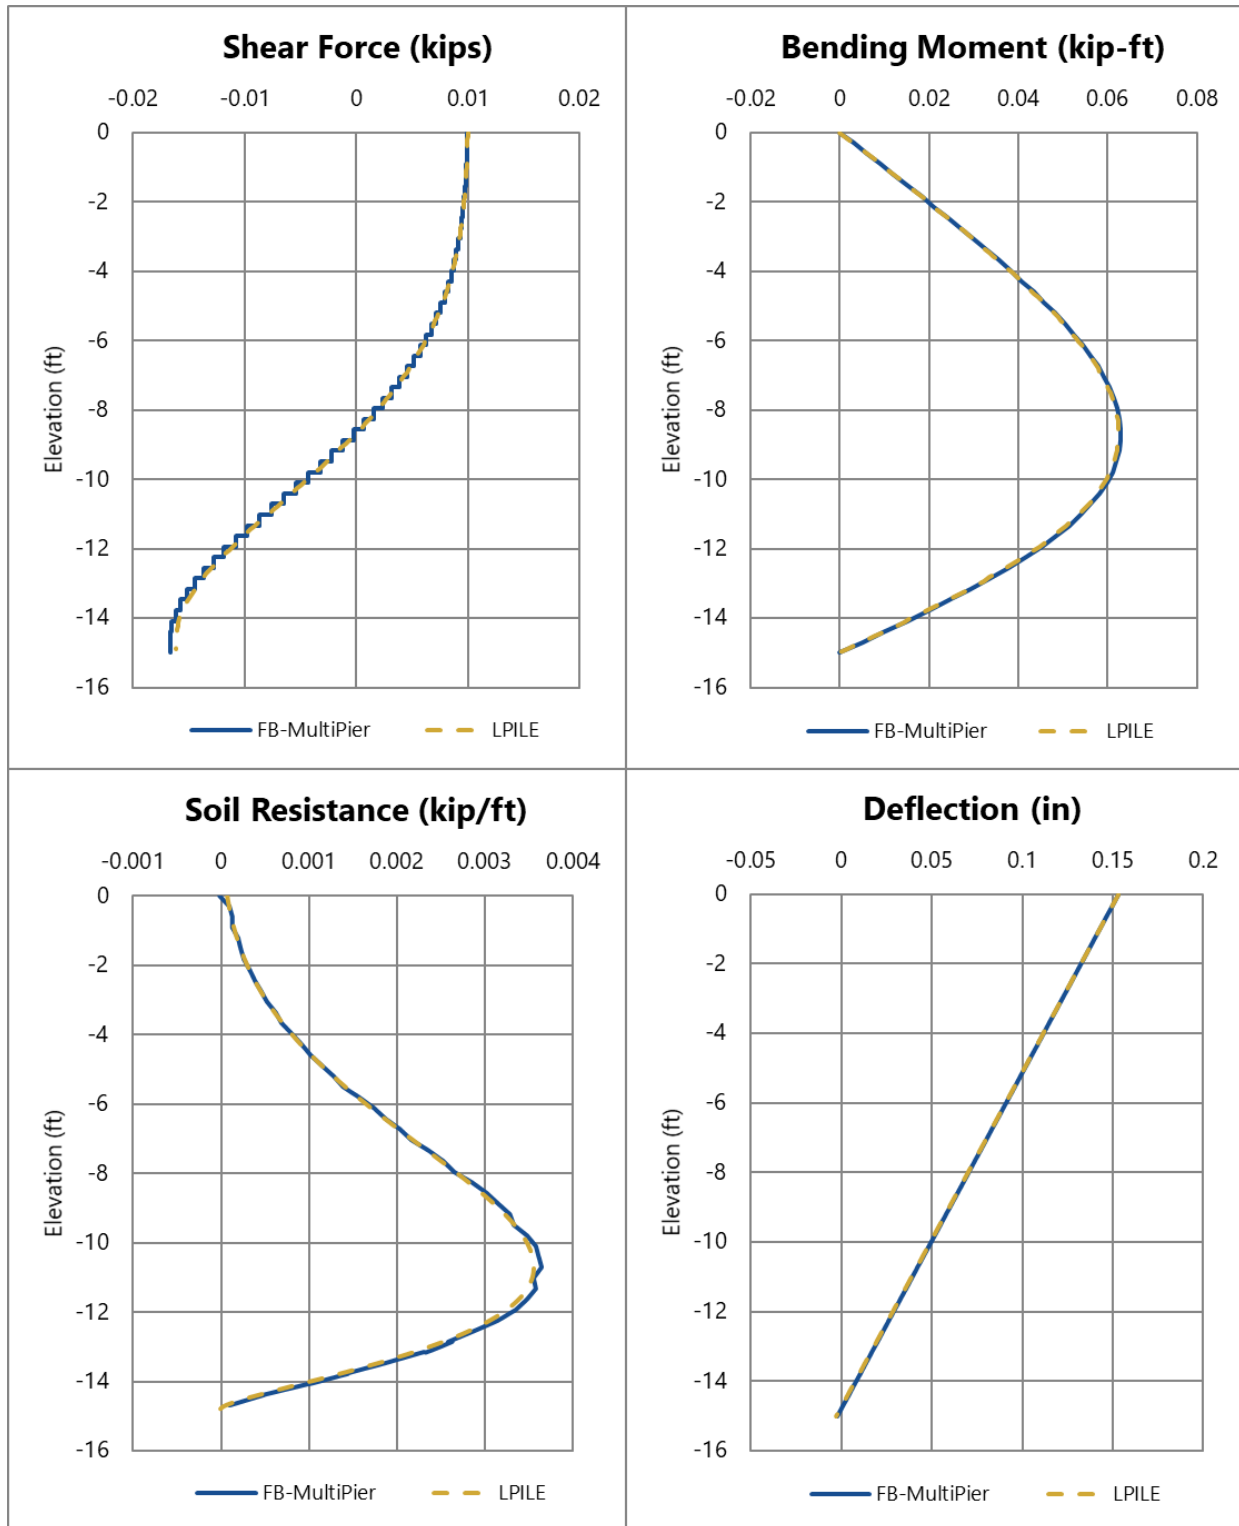 Shear Force (kips)
-0.02 -0.01 0 0.01 0.02
0
-2
-4
-6
-8
-10
-12
-14
-16
Elevation (ft)
FB-MultiPier LPILE
Bending Moment (kip-ft)
-0.02 0 0.02 0.04 0.06 0.08
0
-2
-4
-6
-8
-10
-12
-14
-16
Elevation (ft)
FB-MultiPier LPILE
Soil Resistance (kip/ft)
-0.001 0 0.001 0.002 0.003 0.004
0
-2
-4
-6
-8
-10
-12
-14
-16
Elevation (ft)
FB-MultiPier LPILE
Deflection (in)
-0.05 0 0.05 0.1 0.15 0.2
0
-2
-4
-6
-8
-10
-12
-14
-16
Elevation (ft)
FB-MultiPier LPILE